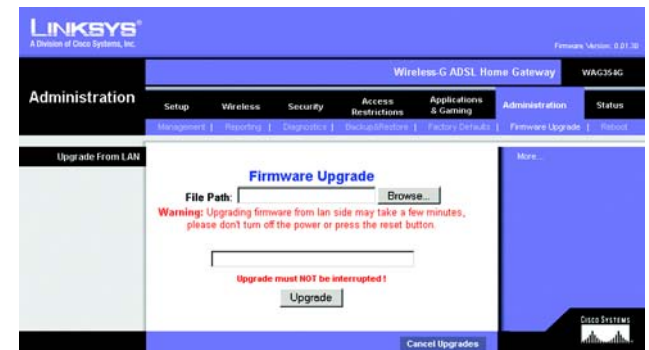 LINKSYS®
A Division of Cisco Systems, Inc.
Firmware Version: 0.01.30
Wireless-G ADSL Home Gateway WAG354G
Administration
Setup Wireless Security Access Restrictions Applications & Gaming Administration Status
Management | Reporting | Diagnostics | Backup&Restore | Factory Defaults | Firmware Upgrade | Reboot
Upgrade From LAN
More...
Firmware Upgrade
File Path: Browse...
Warning: Upgrading firmware from lan side may take a few minutes,
please don't turn off the power or press the reset button.
Upgrade must NOT be interrupted !
Upgrade
Cancel Upgrades
CISCO SYSTEMS